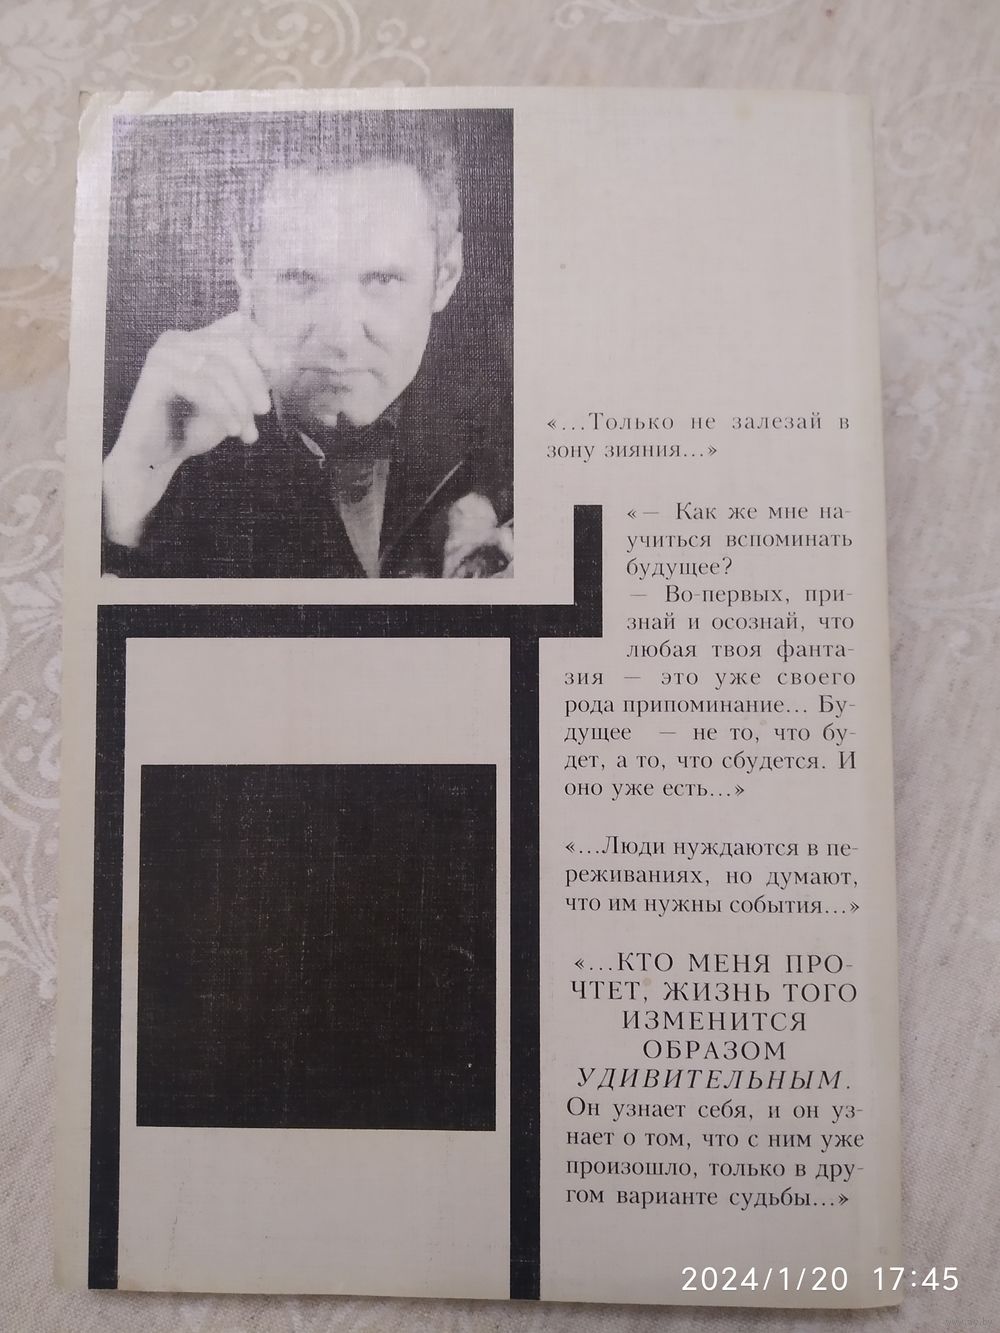 «...Только не залезай в
зону зияния...»
« — Как же мне на-
учиться вспоминать
будущее?
— Во-первых, при-
знай и осознай, что
любая твоя фанта-
зия — это уже своего
рода припоминание... Бу-
дущее — не то, что бу-
дет, а то, что сбудется. И
оно уже есть...»
«...Люди нуждаются в пе-
реживаниях, но думают,
что им нужны события...»
«...КТО МЕНЯ ПРО-
ЧТЕТ, ЖИЗНЬ ТОГО
ИЗМЕНИТСЯ
ОБРАЗОМ
УДИВИТЕЛЬНЫМ.
Он узнает себя, и он уз-
нает о том, что с ним уже
произошло, только в дру-
гом варианте судьбы...»
2024/1/20 17:45